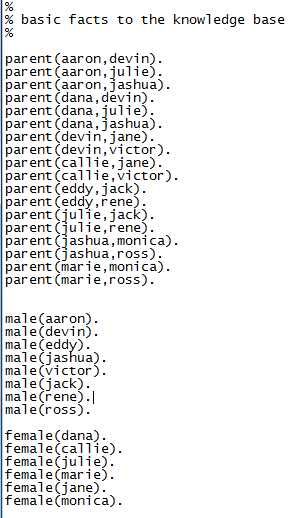 %
% basic facts to the knowledge base
%
parent(aaron,devin).
parent(aaron,julie).
parent(aaron,jashua).
parent(dana,devin).
parent(dana,julie).
parent(dana,jashua).
parent(devin,jane).
parent(devin,victor).
parent(callie,jane).
parent(callie,victor).
parent(eddy,jack).
parent(eddy,rene).
parent(julie,jack).
parent(julie,rene).
parent(jashua,monica).
parent(jashua,ross).
parent(marie,monica).
parent(marie,ross).
male(aaron).
male(devin).
male(eddy).
male(jashua).
male(victor).
male(jack).
male(rene).
male(ross).
female(dana).
female(callie).
female(julie).
female(marie).
female(jane).
female(monica).